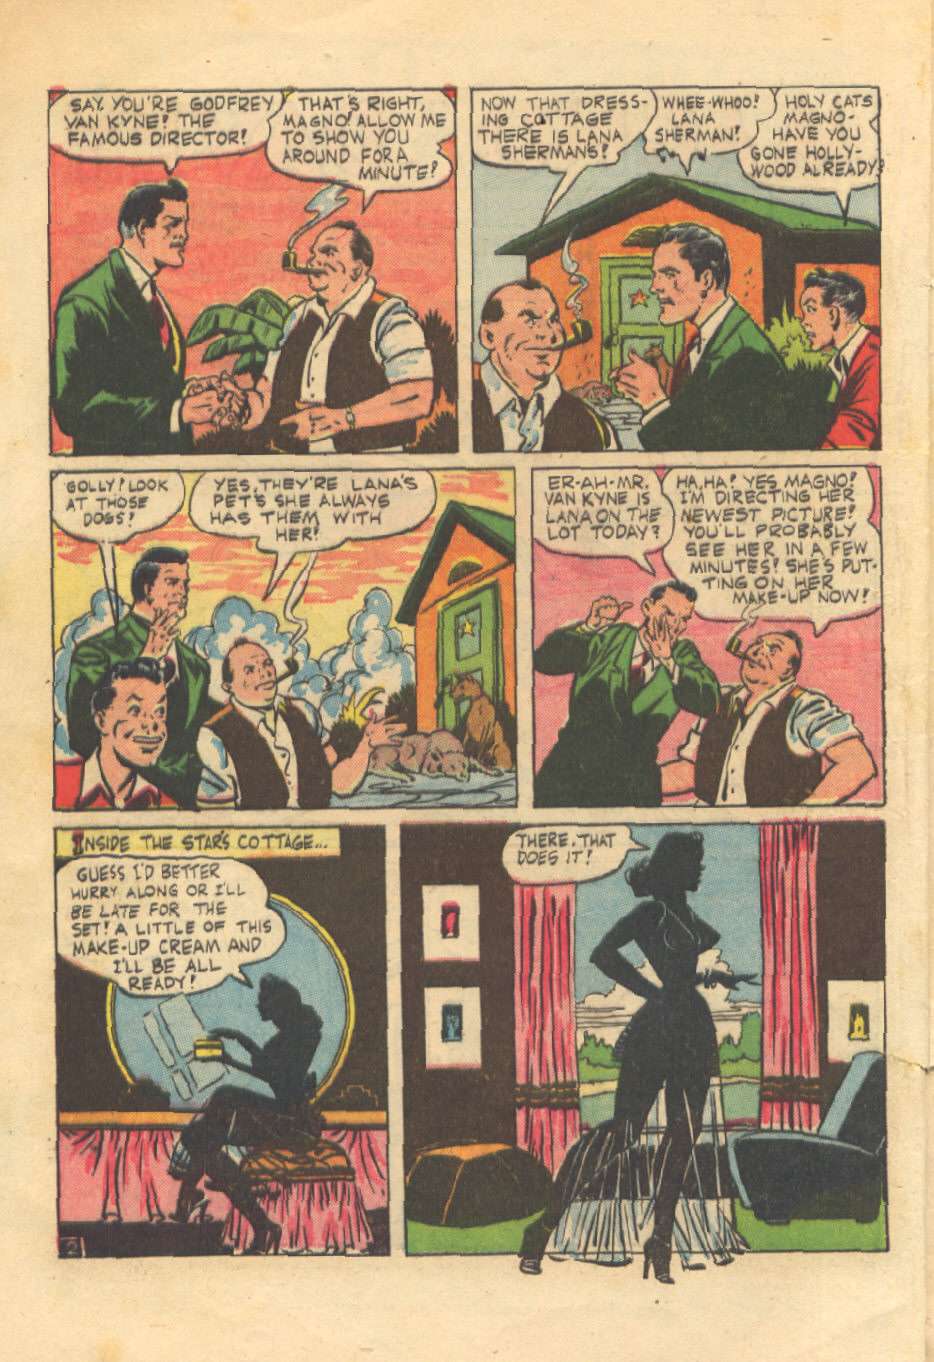 SAY, YOU'RE GODFREY
VAN KYNE! THE
FAMOUS DIRECTOR!
THAT'S RIGHT,
MAGNO! ALLOW ME
TO SHOW YOU
AROUND FOR A
MINUTE!
NOW THAT DRESS-
ING COTTAGE
THERE IS LANA
SHERMANS!
WHEE-WHOO!
LANA
SHERMAN!
HOLY CATS
MAGNO-
HAVE YOU
GONE HOLLY-
WOOD ALREADY?
GOLLY! LOOK
AT THOSE
DOGS!
YES, THEY'RE LANA'S
PET'S SHE ALWAYS
HAS THEM WITH
HER!
ER-AH-MR.
VAN KYNE IS
LANA ON THE
LOT TODAY?
HA, HA! YES MAGNO!
I'M DIRECTING HER
NEWEST PICTURE!
YOU'LL PROBABLY
SEE HER IN A FEW
MINUTES! SHE'S PUT-
TING ON HER
MAKE-UP NOW!
INSIDE THE STAR'S COTTAGE...
GUESS I'D BETTER
HURRY ALONG OR I'LL
BE LATE FOR THE
SET! A LITTLE OF THIS
MAKE-UP CREAM AND
I'LL BE ALL
READY!
THERE, THAT
DOES IT!
2